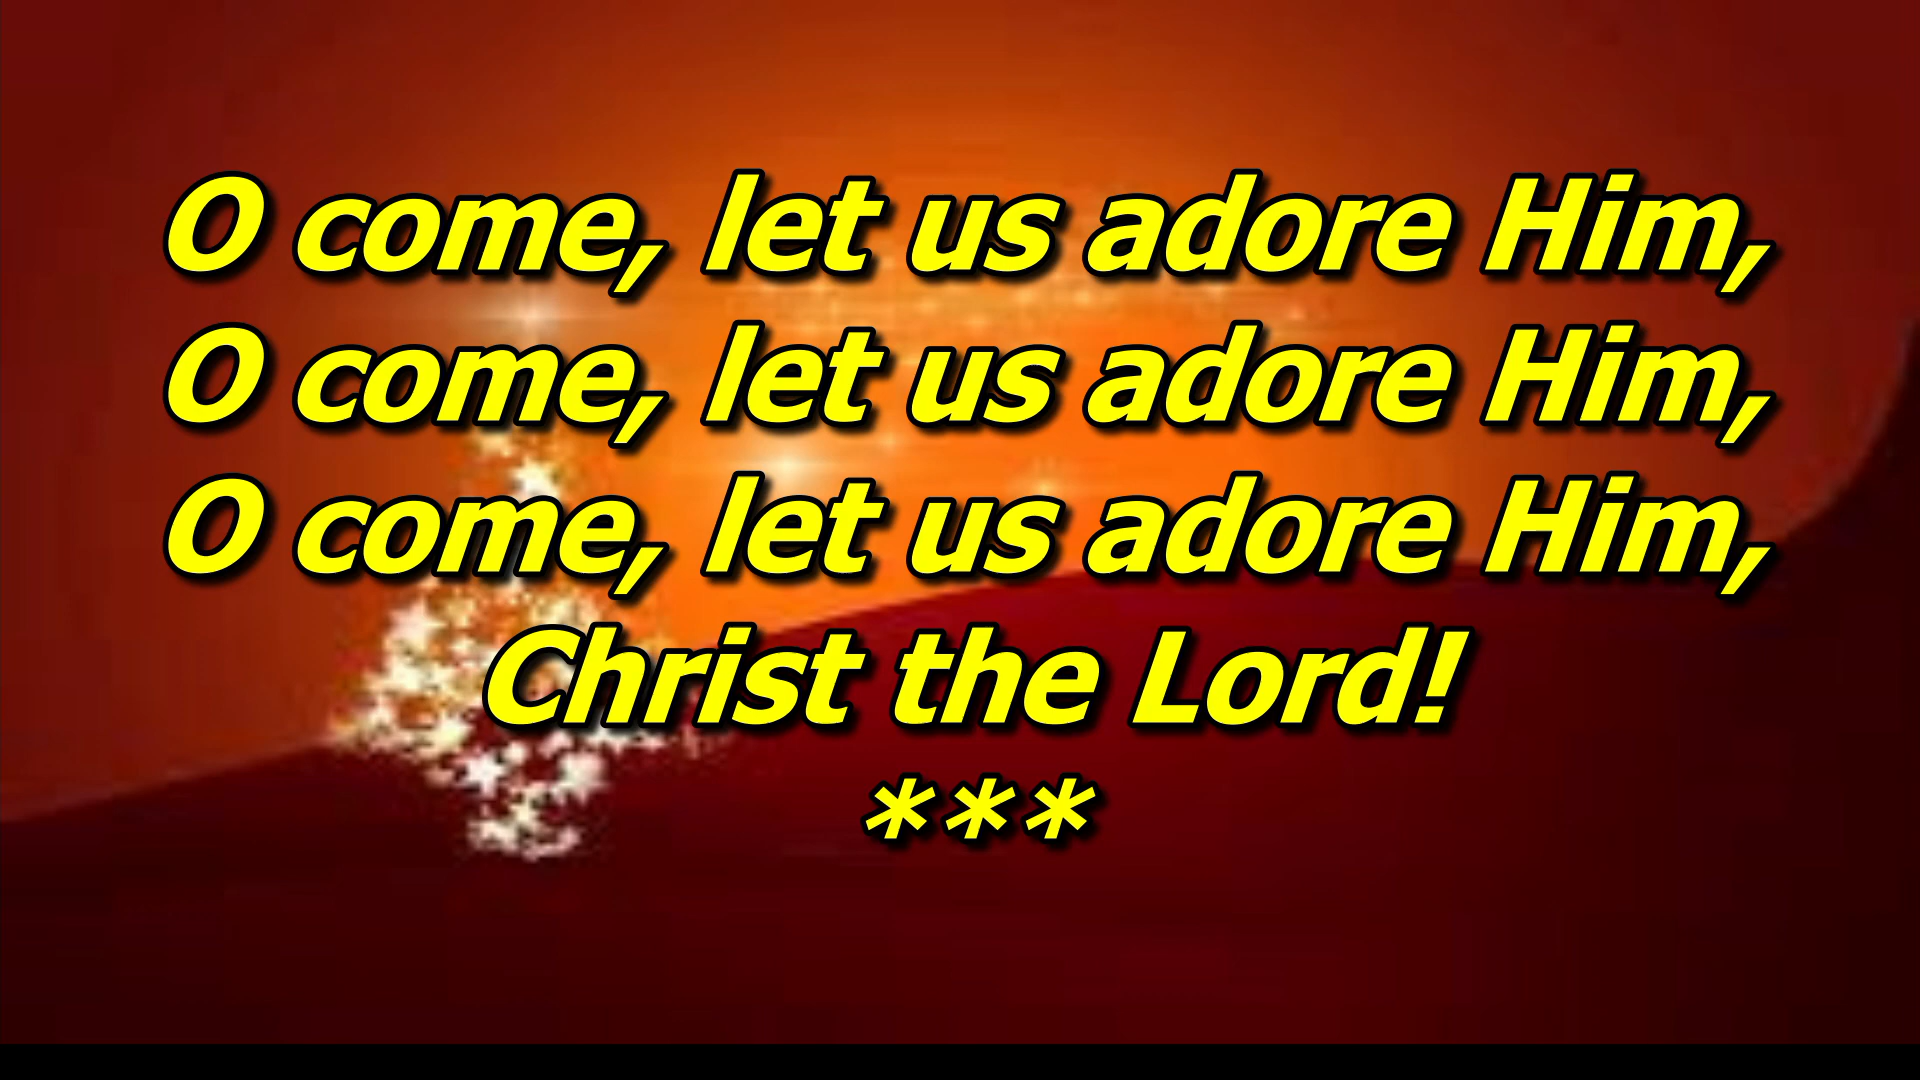 O come, let us adore Him,
O come, let us adore Him,
O come, let us adore Him,
Christ the Lord!
***